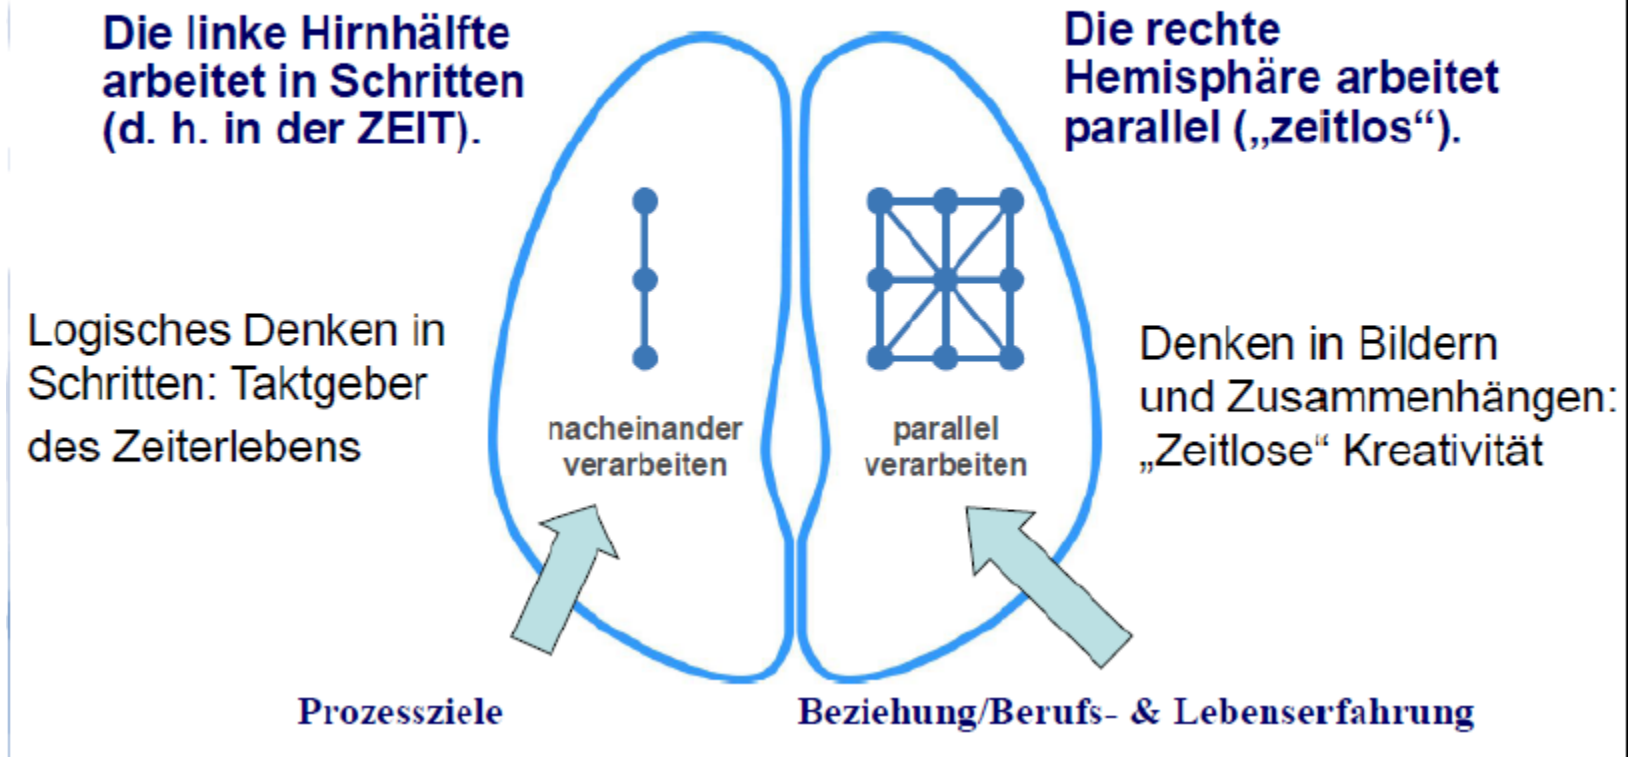 Die linke Hirnhälfte
arbeitet in Schritten
(d. h. in der ZEIT).
Die rechte
Hemisphäre arbeitet
parallel („zeitlos“).
Logisches Denken in
Schritten: Taktgeber
des Zeiterlebens
nacheinander
verarbeiten
parallel
verarbeiten
Denken in Bildern
und Zusammenhängen:
„Zeitlose“ Kreativität
Prozessziele
Beziehung/Berufs- & Lebenserfahrung